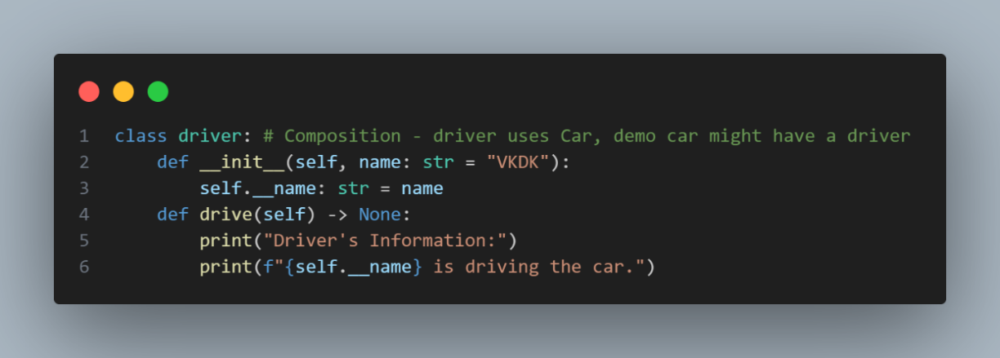 1 class driver: # Composition - driver uses Car, demo car might have a driver
2     def __init__(self, name: str = "VKDK"):
3         self.__name: str = name
4     def drive(self) -> None:
5         print("Driver's Information:")
6         print(f"{self.__name} is driving the car.")